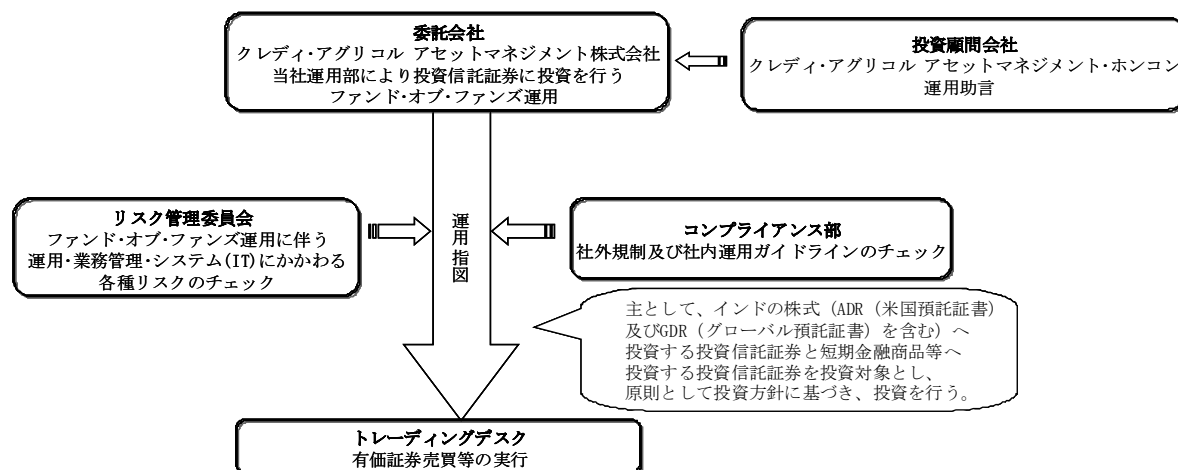 委託会社
クレディ・アグリコル アセットマネジメント株式会社
当社運用部により投資信託証券に投資を行う
ファンド・オブ・ファンズ運用
投資顧問会社
クレディ・アグリコル アセットマネジメント・ホンコン
運用助言
リスク管理委員会
ファンド・オブ・ファンズ運用に伴う
運用・業務管理・システム(IT)にかかわる
各種リスクのチェック
運用指図
コンプライアンス部
社外規制及び社内運用ガイドラインのチェック
主として、インドの株式（ADR（米国預託証書）
及びGDR（グローバル預託証書）を含む）へ
投資する投資信託証券と短期金融商品等へ
投資する投資信託証券を投資対象とし、
原則として投資方針に基づき、投資を行う。
トレーディングデスク
有価証券売買等の実行